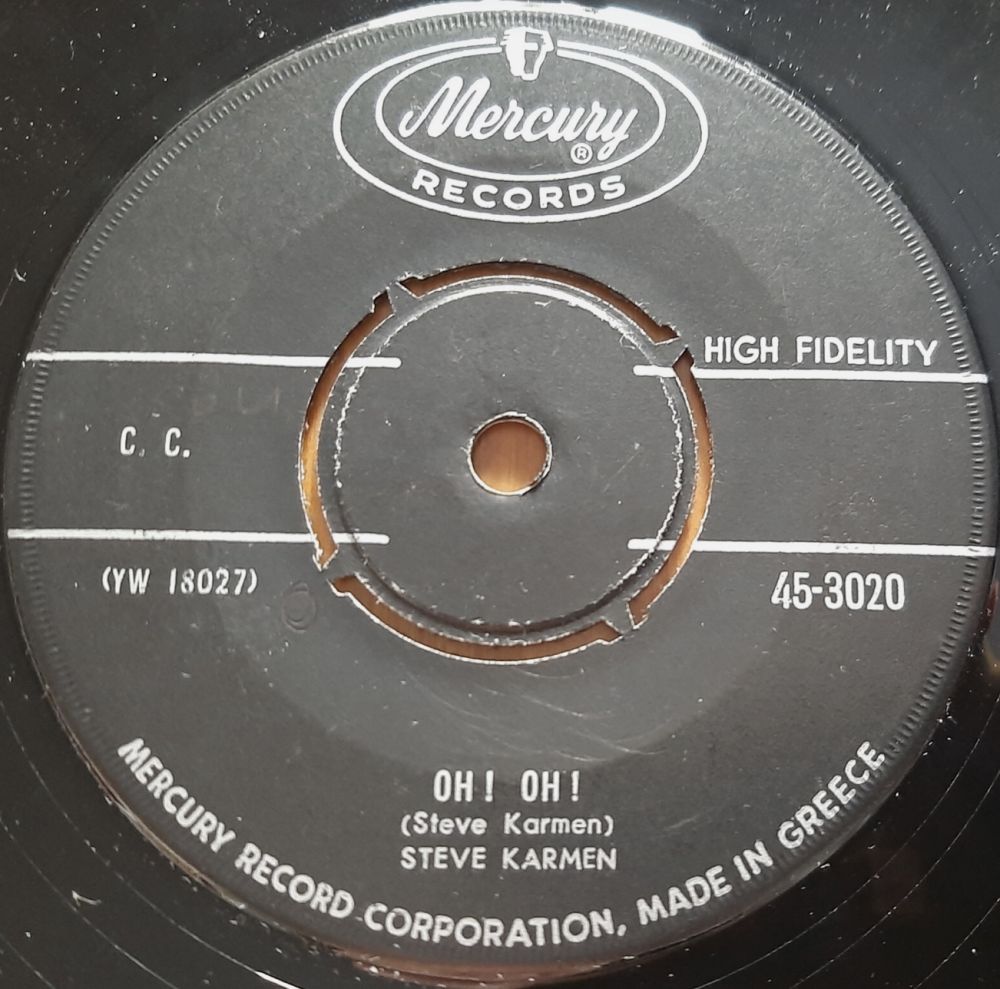 Mercury
®
RECORDS
HIGH FIDELITY
C. C.
(YW 18027)
45-3020
OH! OH!
(Steve Karmen)
STEVE KARMEN
MERCURY RECORD CORPORATION, MADE IN GREECE